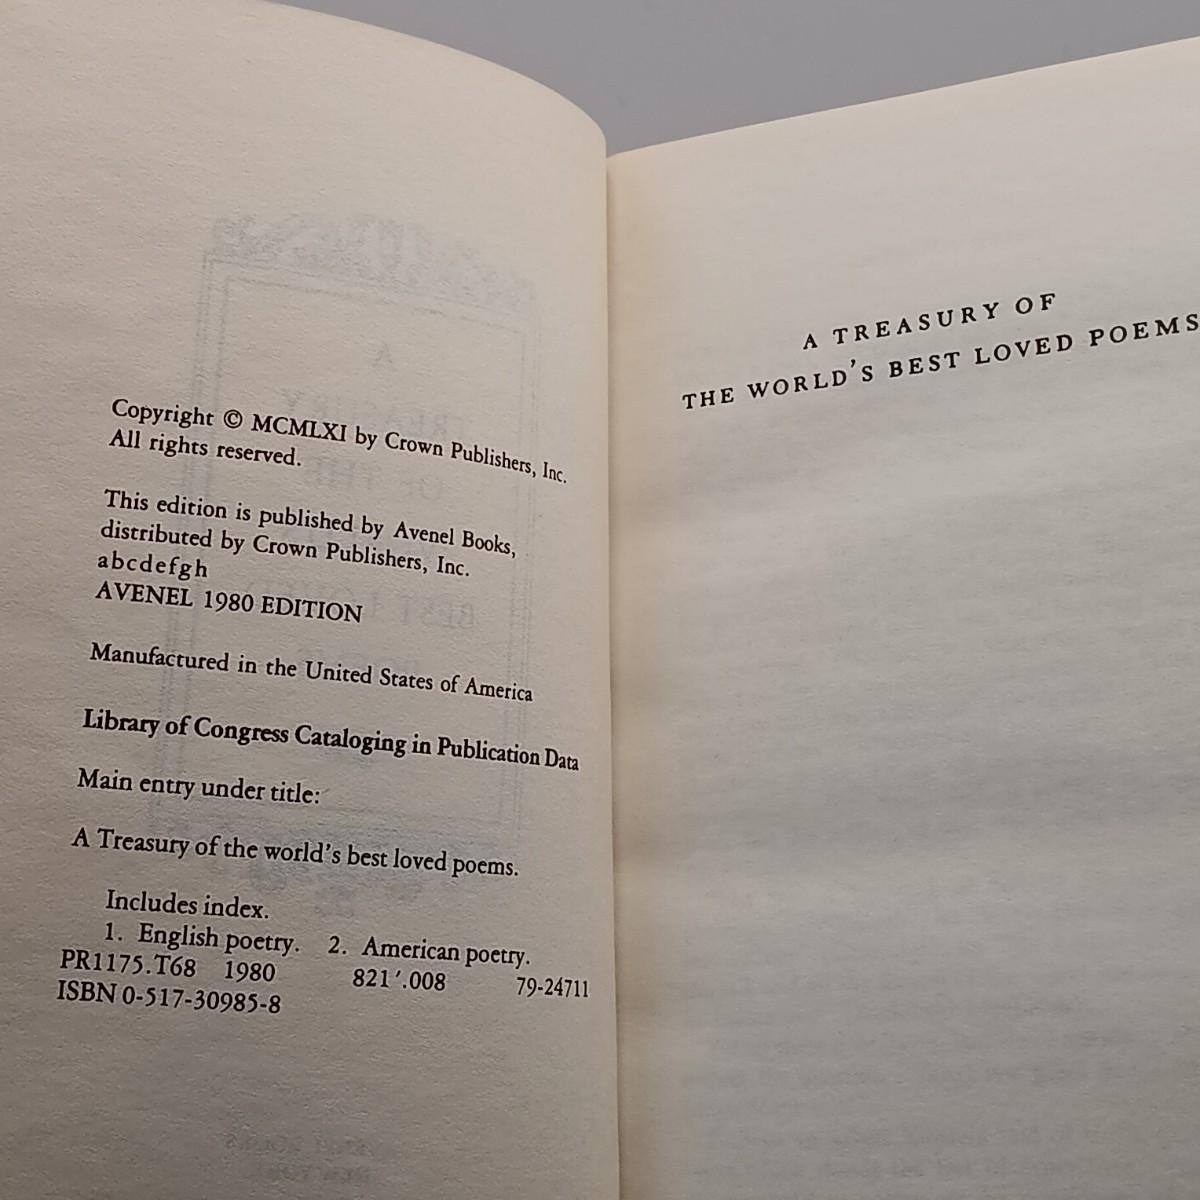 Copyright © MCMLXI by Crown Publishers, Inc.
All rights reserved.
This edition is published by Avenel Books,
distributed by Crown Publishers, Inc.
abcdefgh
AVENEL 1980 EDITION
Manufactured in the United States of America
Library of Congress Cataloging in Publication Data
Main entry under title:
A Treasury of the world's best loved poems.
Includes index.
1. English poetry. 2. American poetry.
PR1175.T68 1980 821'.008 79-24711
ISBN 0-517-30985-8
A TREASURY OF
THE WORLD'S BEST LOVED POEMS